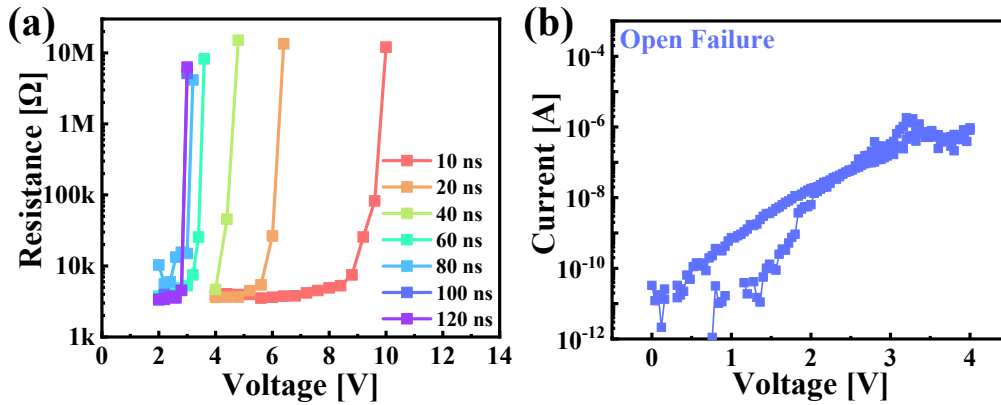 (a)
Resistance [Ω]
10M
1M
100k
10k
1k
0 2 4 6 8 10 12 14
Voltage [V]
10 ns
20 ns
40 ns
60 ns
80 ns
100 ns
120 ns
(b)
Open Failure
Current [A]
10-4
10-6
10-8
10-10
10-12
0 1 2 3 4
Voltage [V]